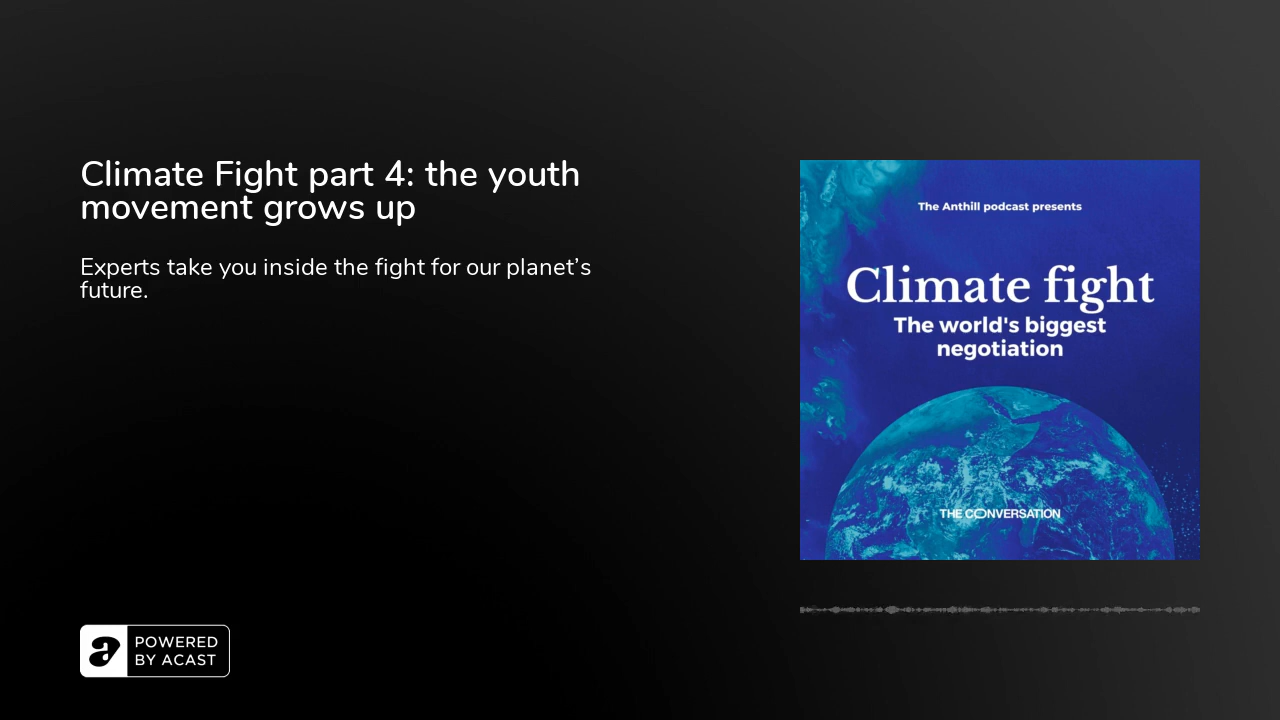 Climate Fight part 4: the youth
movement grows up
Experts take you inside the fight for our planet’s
future.
The Anthill podcast presents
Climate fight
The world's biggest
negotiation
THE CONVERSATION
POWERED
BY ACAST